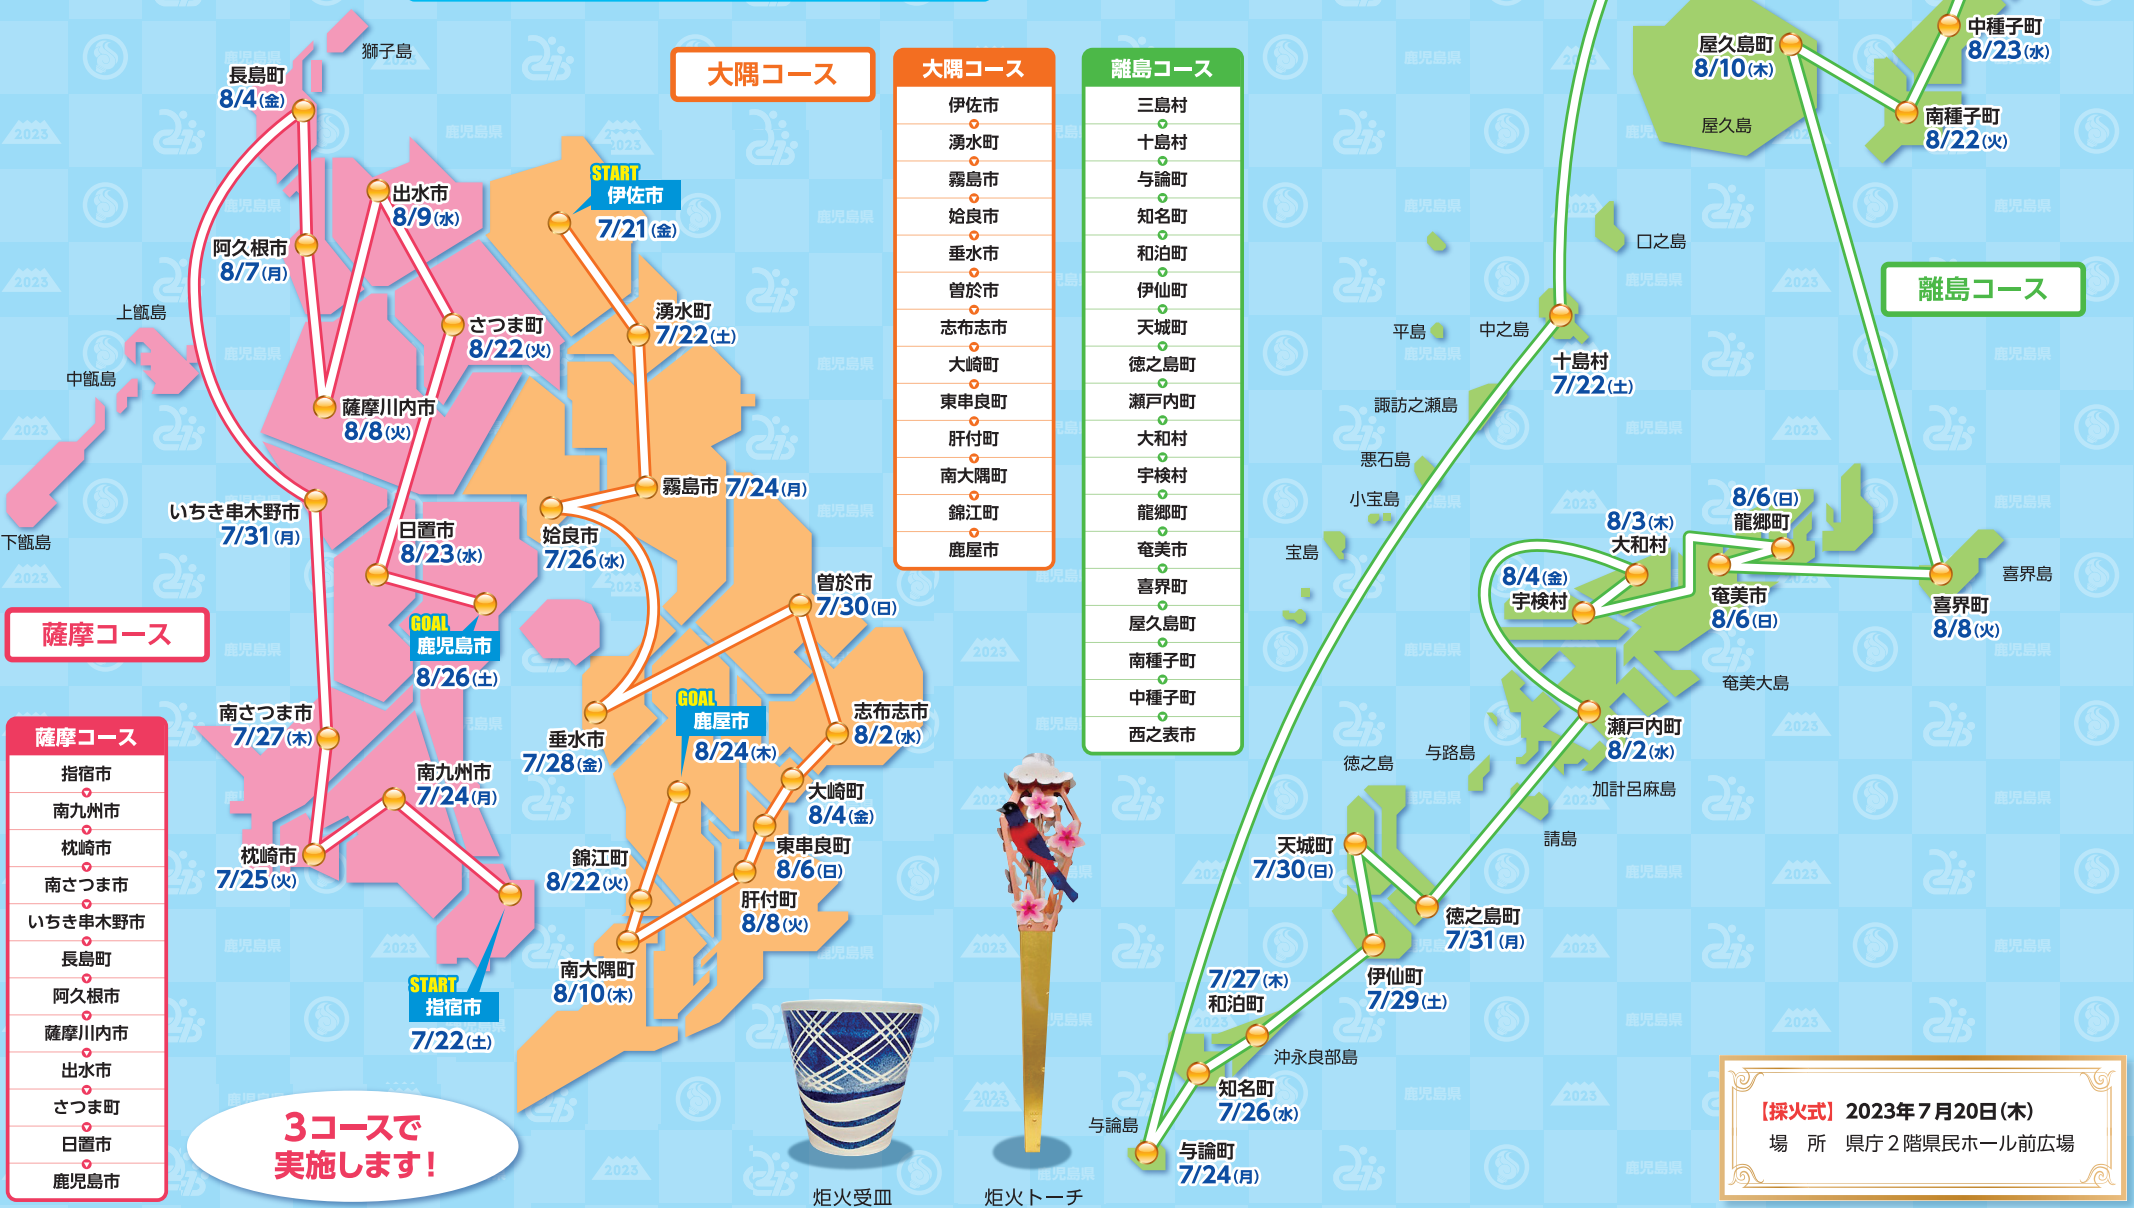 獅子島
長島町
8/4(金)
出水市
8/9(水)
阿久根市
8/7(月)
上甑島
中甑島
下甑島
さつま町
8/22(火)
薩摩川内市
8/8(火)
いちき串木野市
7/31(月)
日置市
8/23(水)
GOAL
鹿児島市
8/26(土)
薩摩コース
南さつま市
7/27(木)
南九州市
7/24(月)
枕崎市
7/25(火)
START
指宿市
7/22(土)
薩摩コース
指宿市
南九州市
枕崎市
南さつま市
いちき串木野市
長島町
阿久根市
薩摩川内市
出水市
さつま町
日置市
鹿児島市
3コースで
実施します!
大隅コース
START
伊佐市
7/21(金)
湧水町
7/22(土)
霧島市 7/24(月)
姶良市
7/26(水)
曽於市
7/30(日)
垂水市
7/28(金)
GOAL
鹿屋市
8/24(木)
志布志市
8/2(水)
大崎町
8/4(金)
東串良町
8/6(日)
肝付町
8/8(火)
錦江町
8/22(火)
南大隅町
8/10(木)
大隅コース
伊佐市
湧水町
霧島市
姶良市
垂水市
曽於市
志布志市
大崎町
東串良町
肝付町
南大隅町
錦江町
鹿屋市
離島コース
三島村
十島村
与論町
知名町
和泊町
伊仙町
天城町
徳之島町
瀬戸内町
大和村
宇検村
龍郷町
奄美市
喜界町
屋久島町
南種子町
中種子町
西之表市
炬火受皿
炬火トーチ
中種子町
8/23(水)
屋久島町
8/10(木)
屋久島
南種子町
8/22(火)
口之島
離島コース
平島
中之島
十島村
7/22(土)
諏訪之瀬島
悪石島
小宝島
宝島
8/6(日)
龍郷町
8/3(木)
大和村
8/4(金)
宇検村
奄美市
8/6(日)
喜界島
喜界町
8/8(火)
奄美大島
瀬戸内町
8/2(水)
与路島
加計呂麻島
請島
徳之島
天城町
7/30(日)
徳之島町
7/31(月)
伊仙町
7/29(土)
7/27(木)
和泊町
沖永良部島
知名町
7/26(水)
与論島
与論町
7/24(月)
【採火式】2023年7月20日(木)
場 所 県庁2階県民ホール前広場